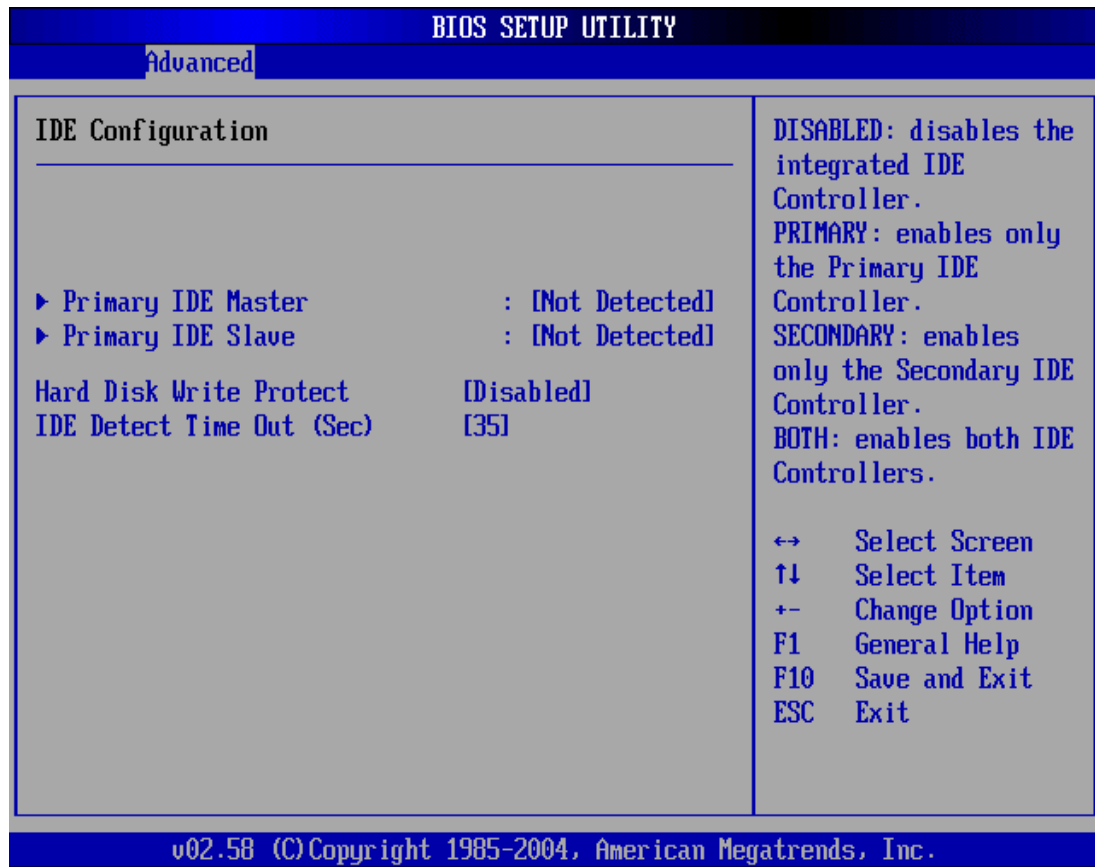 BIOS SETUP UTILITY
Advanced
IDE Configuration
▶ Primary IDE Master : [Not Detected]
▶ Primary IDE Slave : [Not Detected]
Hard Disk Write Protect [Disabled]
IDE Detect Time Out (Sec) [35]
DISABLED: disables the
integrated IDE
Controller.
PRIMARY: enables only
the Primary IDE
Controller.
SECONDARY: enables
only the Secondary IDE
Controller.
BOTH: enables both IDE
Controllers.
↔ Select Screen
↑↓ Select Item
+- Change Option
F1 General Help
F10 Save and Exit
ESC Exit
v02.58 (C)Copyright 1985-2004, American Megatrends, Inc.